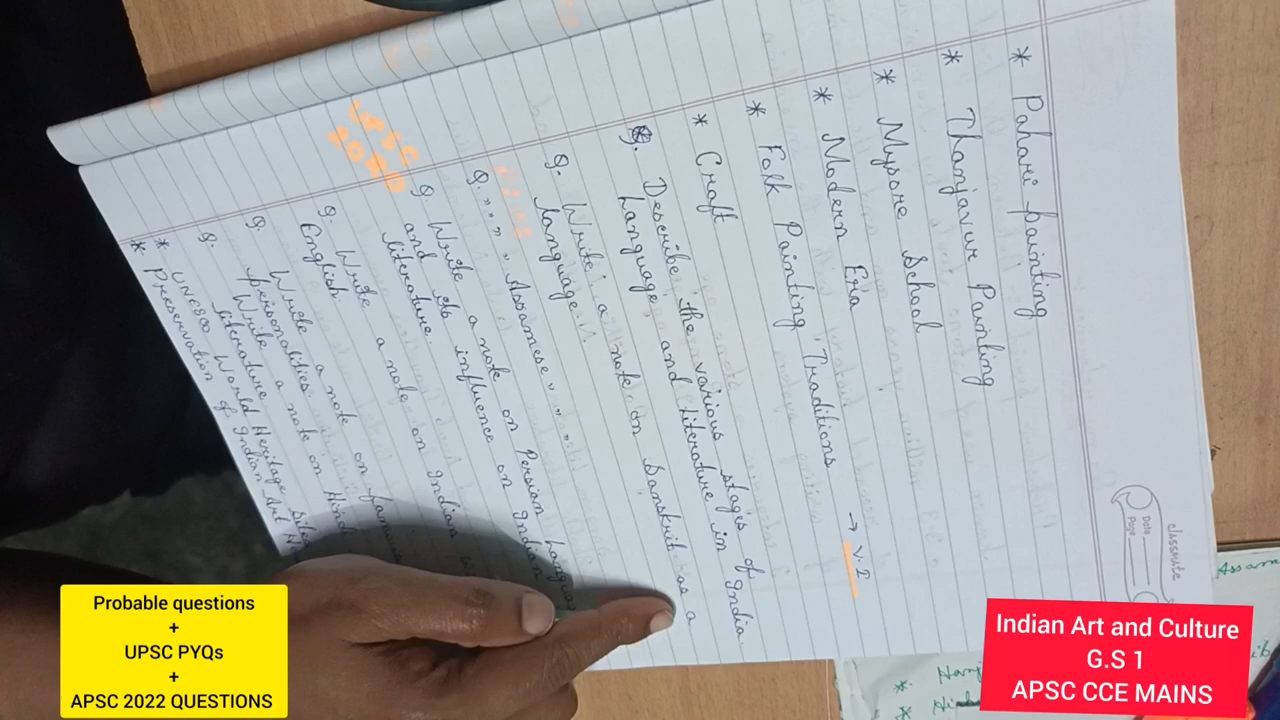 classmate
Date
Page
* Pahari painting
* Thanjavur Painting
* Mysore School
* Modern Era
* Folk Painting Traditions → V.I
* Craft
Q. Describe the various stages of
Language and literature in India
Q. Write a note on Sanskrit as a
language.
Q. " " " " Assamese " " "
UPSC
2020
Q. Write a note on Persian
and its influence on Indian
literature.
Q. Write a note on Indian
English.
Q. Write a note on
personalities
Q. Write a note on
literature
* World Heritage
* Preservation of Indian Art
Assam
*
*
Probable questions
+
UPSC PYQs
+
APSC 2022 QUESTIONS
Indian Art and Culture
G.S 1
APSC CCE MAINS